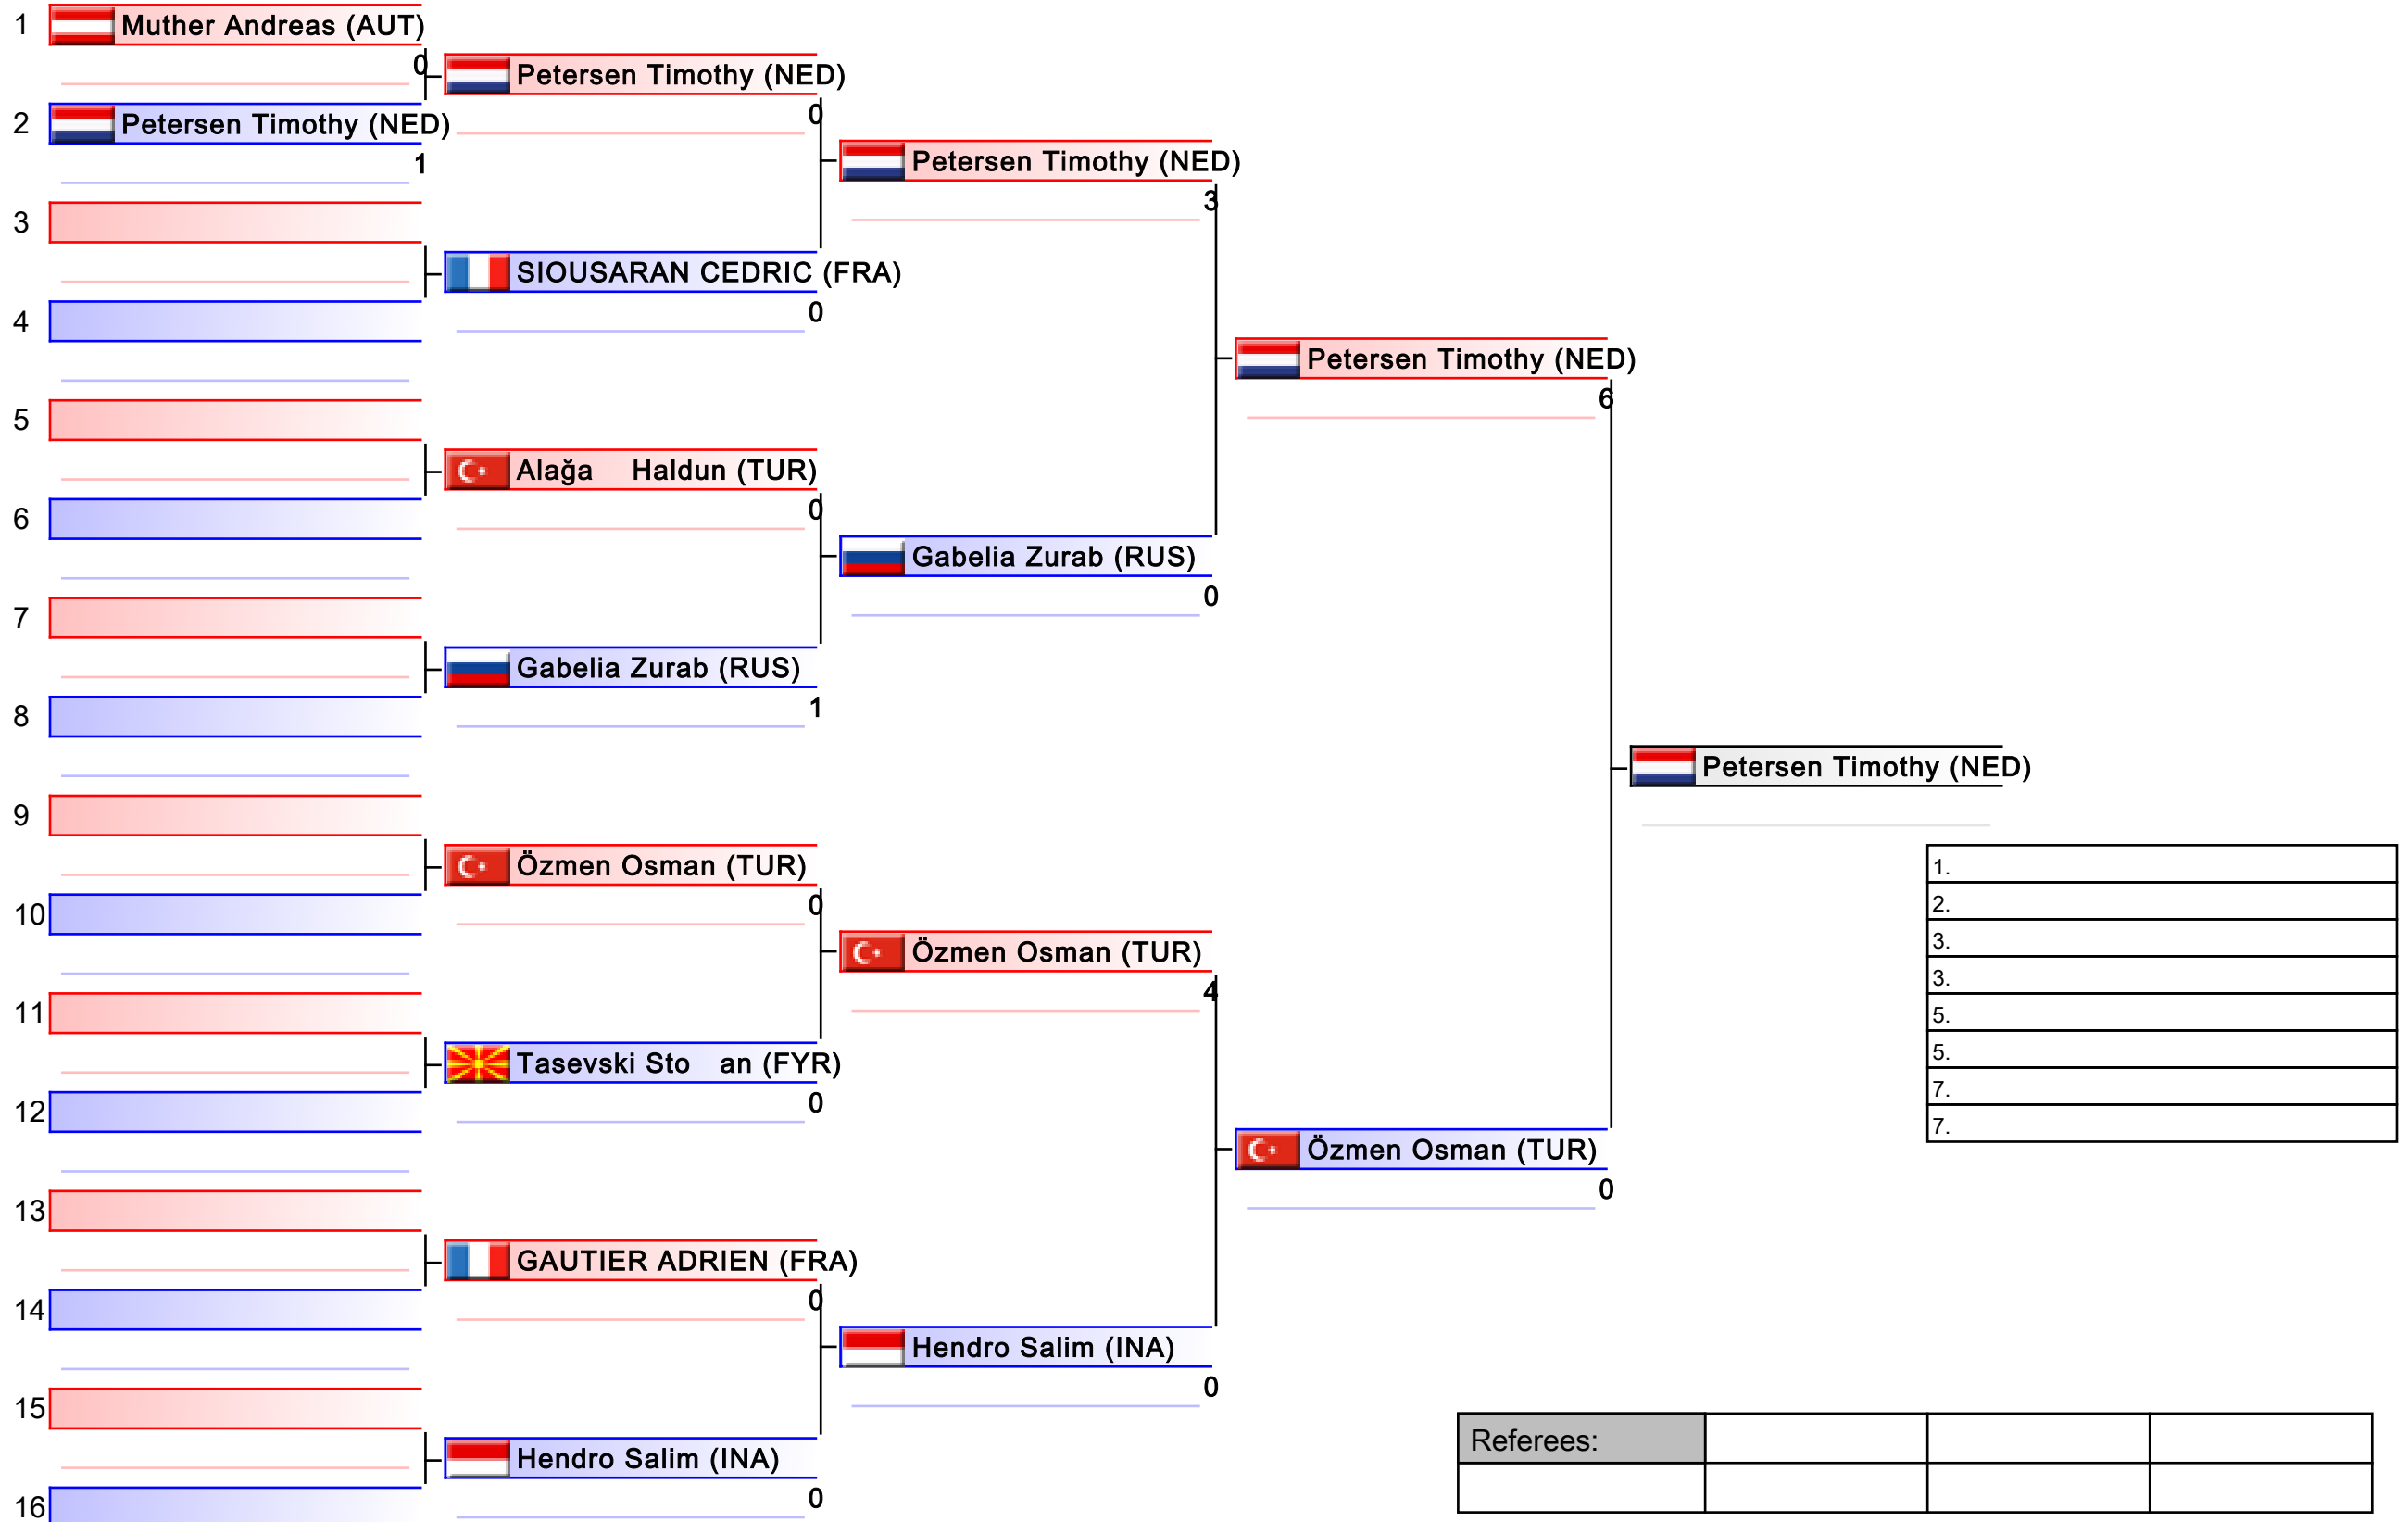 1
Muther Andreas (AUT)
0
Petersen Timothy (NED)
0
2
Petersen Timothy (NED)
1
Petersen Timothy (NED)
3
3
SIOUSARAN CEDRIC (FRA)
0
4
Petersen Timothy (NED)
6
5
Alağa Haldun (TUR)
0
6
Gabelia Zurab (RUS)
0
7
Gabelia Zurab (RUS)
1
8
Petersen Timothy (NED)
9
Özmen Osman (TUR)
0
10
Özmen Osman (TUR)
4
11
Tasevski Sto an (FYR)
0
12
Özmen Osman (TUR)
0
13
GAUTIER ADRIEN (FRA)
0
14
Hendro Salim (INA)
0
15
Hendro Salim (INA)
0
16
1.
2.
3.
3.
5.
5.
7.
7.
Referees: